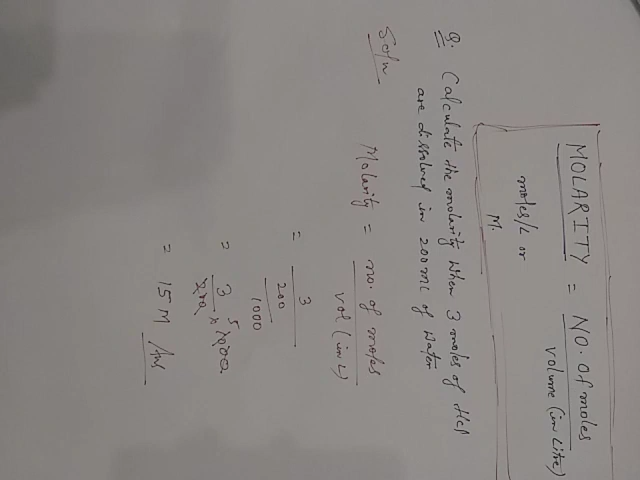 MOLARITY = NO. Of moles
volume (in Litre)
moles/L or
M.
Q. Calculate the molarity when 3 moles of HCl
are dissolved in 200 mL of water
Soln
Molarity = no. of moles
vol (in L)
= 3
200
1000
= 3 × 1000 5
200
= 15 M Ans